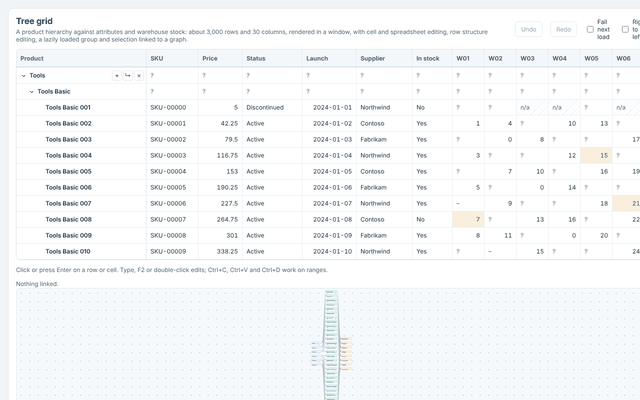 Tree grid
A product hierarchy against attributes and warehouse stock: about 3,000 rows and 30 columns, rendered in a window, with cell and spreadsheet editing, row structure
editing, a lazily loaded group and selection linked to a graph.
Undo Redo Fail next load
Product SKU Price Status Launch Supplier In stock W01 W02 W03 W04 W05 W06
Tools + ↪ × ? ? ? ? ? ? ? ? ? ? ? ?
Tools Basic ? ? ? ? ? ? ? ? ? ? ? ?
Tools Basic 001 SKU-00000 5 Discontinued 2024-01-01 Northwind No ? ? n/a n/a ? n/a
Tools Basic 002 SKU-00001 42.25 Active 2024-01-02 Contoso Yes 1 4 ? 10 13 ?
Tools Basic 003 SKU-00002 79.5 Active 2024-01-03 Fabrikam Yes ? 0 8 ? ? 17
Tools Basic 004 SKU-00003 116.75 Active 2024-01-04 Northwind Yes 3 ? ? 12 15 ?
Tools Basic 005 SKU-00004 153 Active 2024-01-05 Contoso Yes ? 7 10 ? 16 19
Tools Basic 006 SKU-00005 190.25 Active 2024-01-06 Fabrikam Yes 5 ? 0 14 ? ?
Tools Basic 007 SKU-00006 227.5 Active 2024-01-07 Northwind Yes – 9 ? ? 18 21
Tools Basic 008 SKU-00007 264.75 Active 2024-01-08 Contoso No 7 ? 13 16 ? 22
Tools Basic 009 SKU-00008 301 Active 2024-01-09 Fabrikam Yes 8 11 ? 0 20 ?
Tools Basic 010 SKU-00009 338.25 Active 2024-01-10 Northwind Yes ? – 15 ? ? 24
Click or press Enter on a row or cell. Type, F2 or double-click edits; Ctrl+C, Ctrl+V and Ctrl+D work on ranges.
Nothing linked.